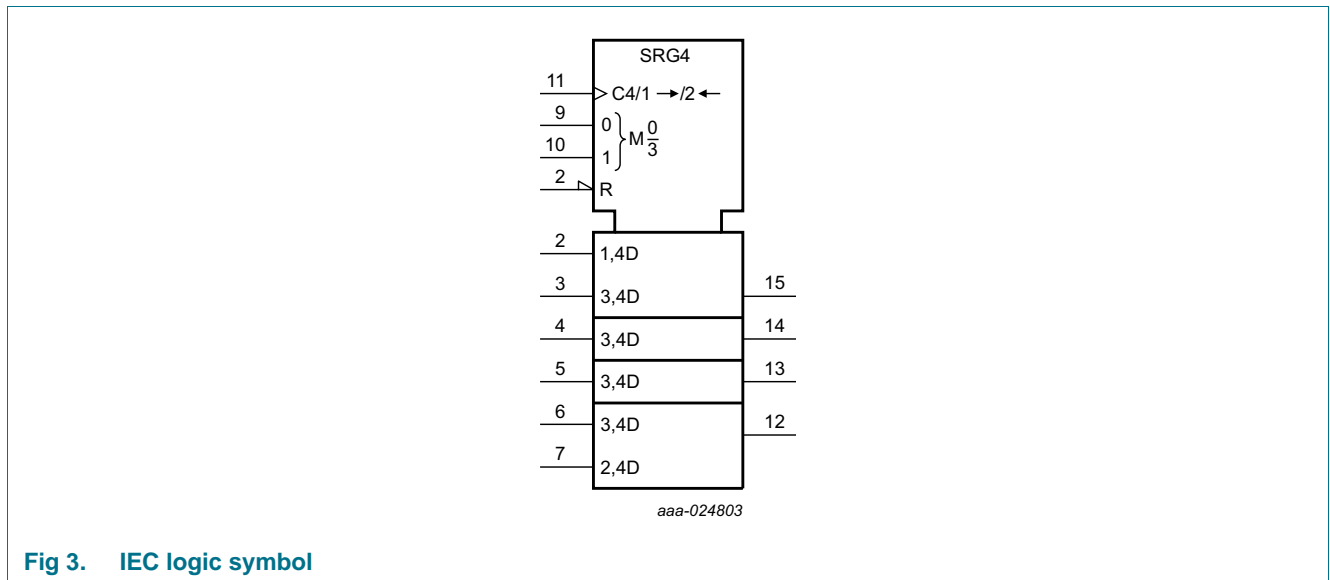 SRG4
11 C4/1 →/2 ←
9 0
M 0/3
10 1
2 R
2 1,4D
3 3,4D 15
4 3,4D 14
5 3,4D 13
6 3,4D 12
7 2,4D
aaa-024803
Fig 3. IEC logic symbol